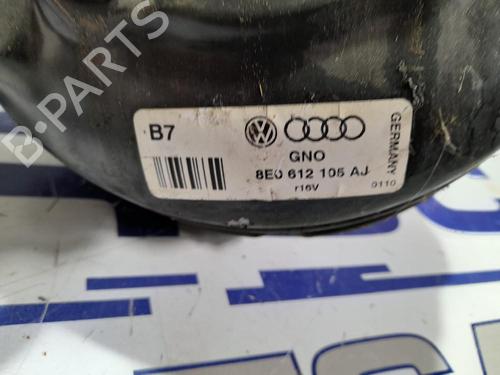 B-PARTS
B7
GNO
8E0 612 105 AJ
r16V
GERMANY
0110